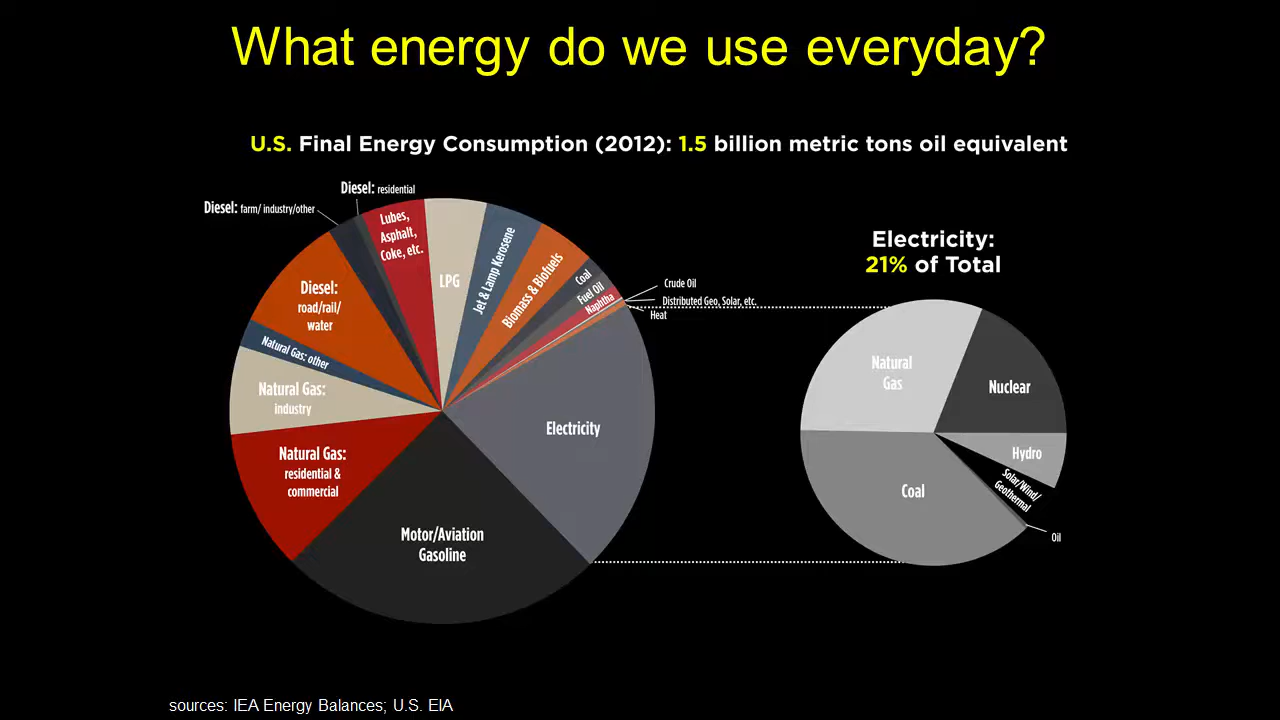 What energy do we use everyday?
U.S. Final Energy Consumption (2012): 1.5 billion metric tons oil equivalent
Diesel: residential
Diesel: farm/ industry/other
Lubes,
Asphalt,
Coke, etc.
LPG
Jet & Lamp Kerosene
Biomass & Biofuels
Coal
Fuel Oil
Naphtha
Crude Oil
Distributed Geo, Solar, etc.
Heat
Diesel:
road/rail/
water
Natural Gas: other
Natural Gas:
industry
Natural Gas:
residential &
commercial
Motor/Aviation
Gasoline
Electricity
Electricity:
21% of Total
Natural
Gas
Nuclear
Hydro
Solar/Wind/
Geothermal
Oil
Coal
sources: IEA Energy Balances; U.S. EIA